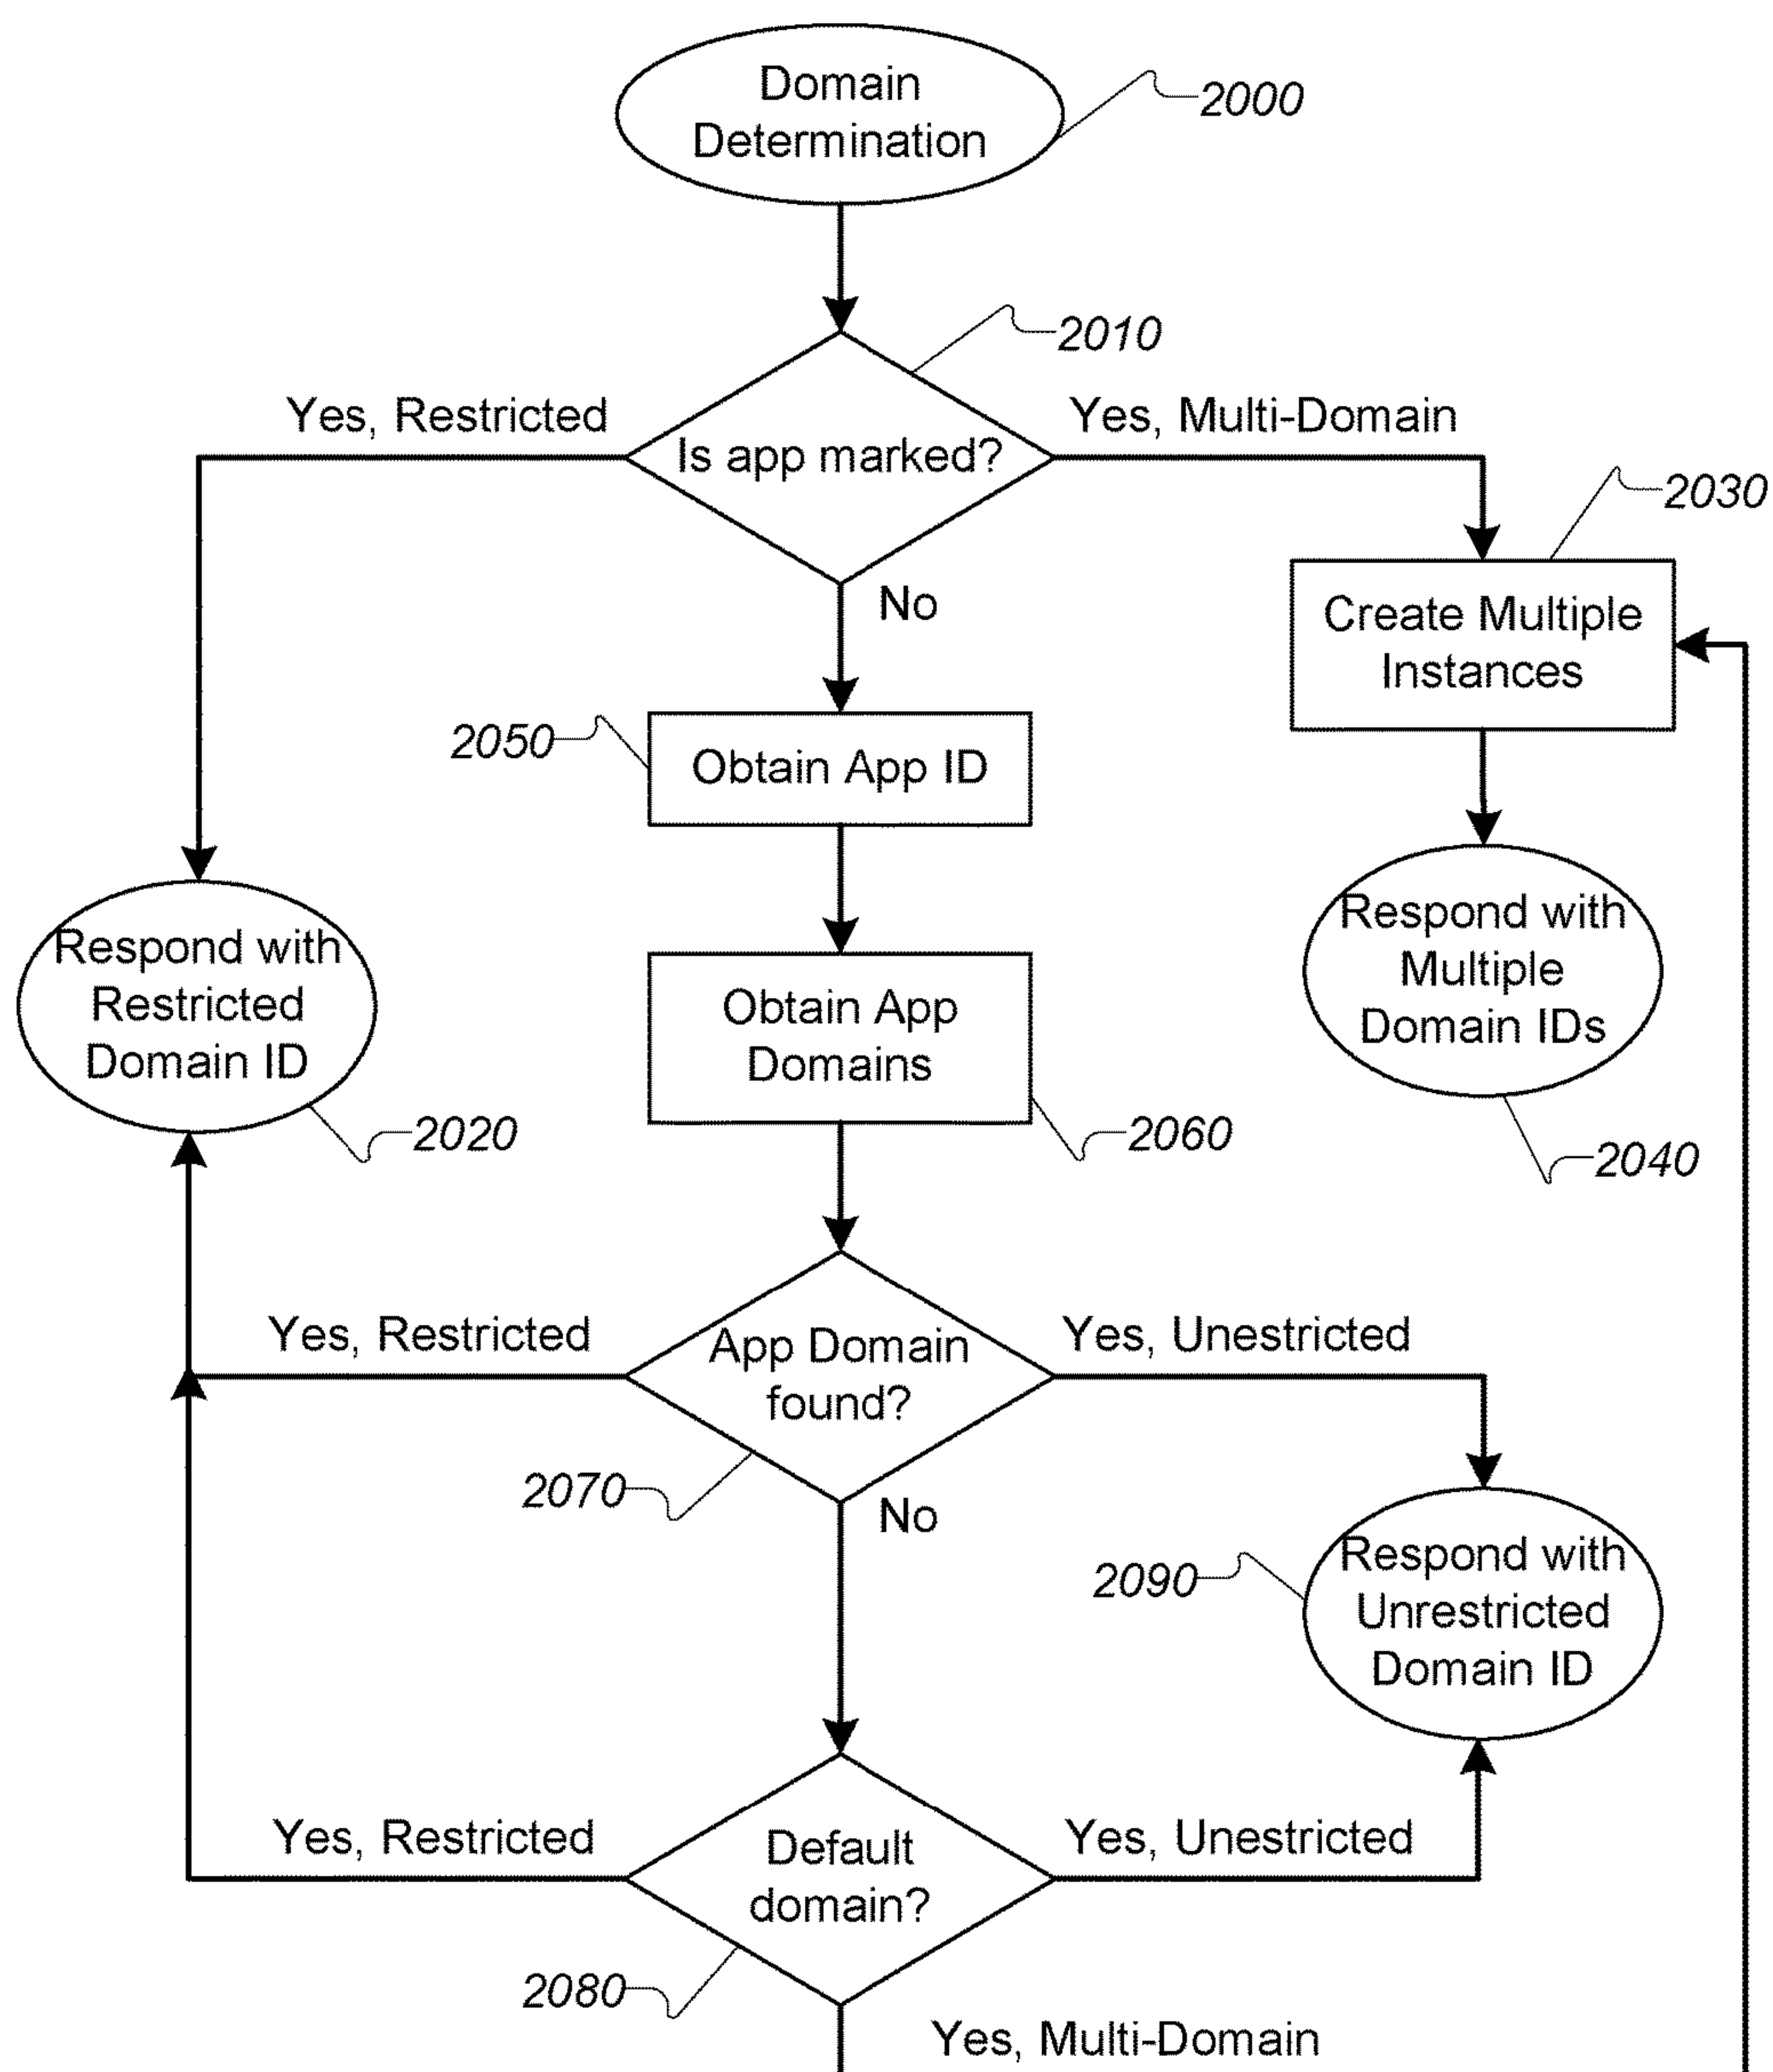 Domain
Determination
2000
2010
Yes, Restricted
Is app marked?
Yes, Multi-Domain
2030
No
Create Multiple
Instances
2050
Obtain App ID
Respond with
Restricted
Domain ID
2020
Obtain App
Domains
2060
Respond with
Multiple
Domain IDs
2040
Yes, Restricted
App Domain
found?
Yes, Unestricted
2070
No
2090
Respond with
Unrestricted
Domain ID
Yes, Restricted
Default
domain?
Yes, Unestricted
2080
Yes, Multi-Domain